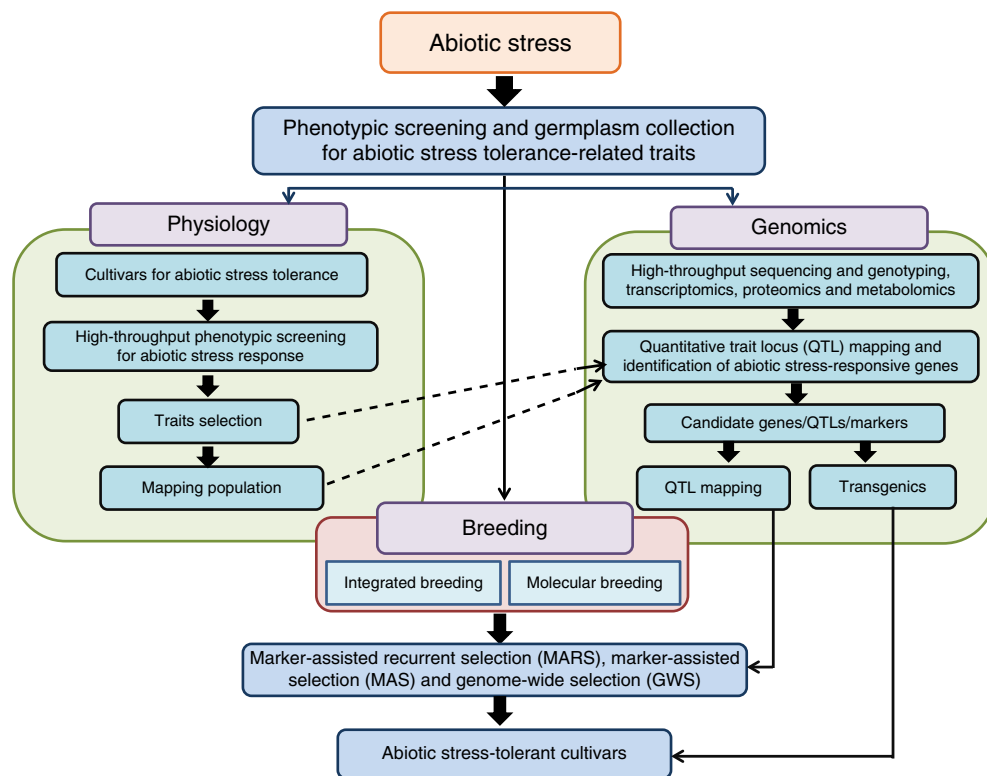 Abiotic stress
Phenotypic screening and germplasm collection
for abiotic stress tolerance-related traits
Physiology
Cultivars for abiotic stress tolerance
High-throughput phenotypic screening
for abiotic stress response
Traits selection
Mapping population
Genomics
High-throughput sequencing and genotyping,
transcriptomics, proteomics and metabolomics
Quantitative trait locus (QTL) mapping and
identification of abiotic stress-responsive genes
Candidate genes/QTLs/markers
QTL mapping
Transgenics
Breeding
Integrated breeding
Molecular breeding
Marker-assisted recurrent selection (MARS), marker-assisted
selection (MAS) and genome-wide selection (GWS)
Abiotic stress-tolerant cultivars